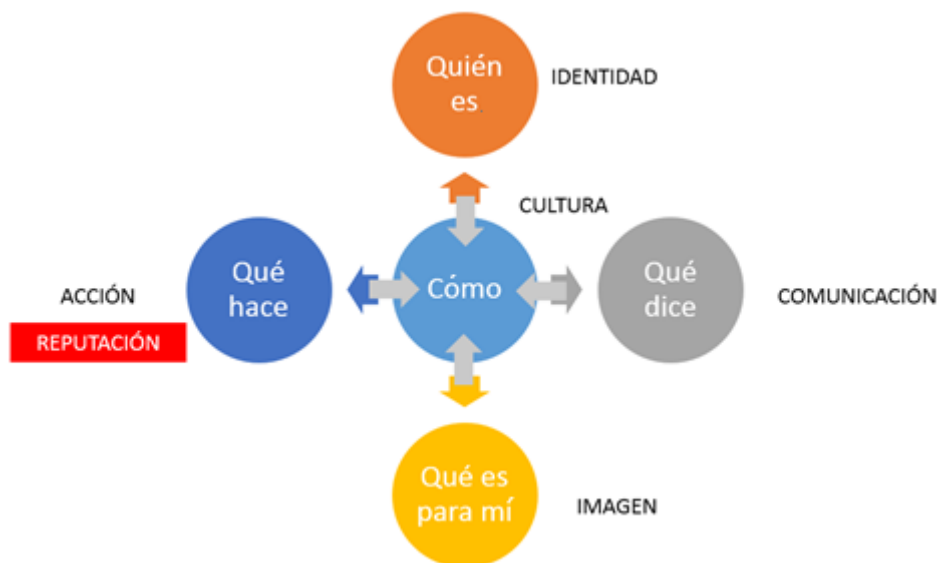 Quién
es
IDENTIDAD
CULTURA
Qué
hace
ACCIÓN
REPUTACIÓN
Cómo
Qué
dice
COMUNICACIÓN
Qué es
para mí
IMAGEN